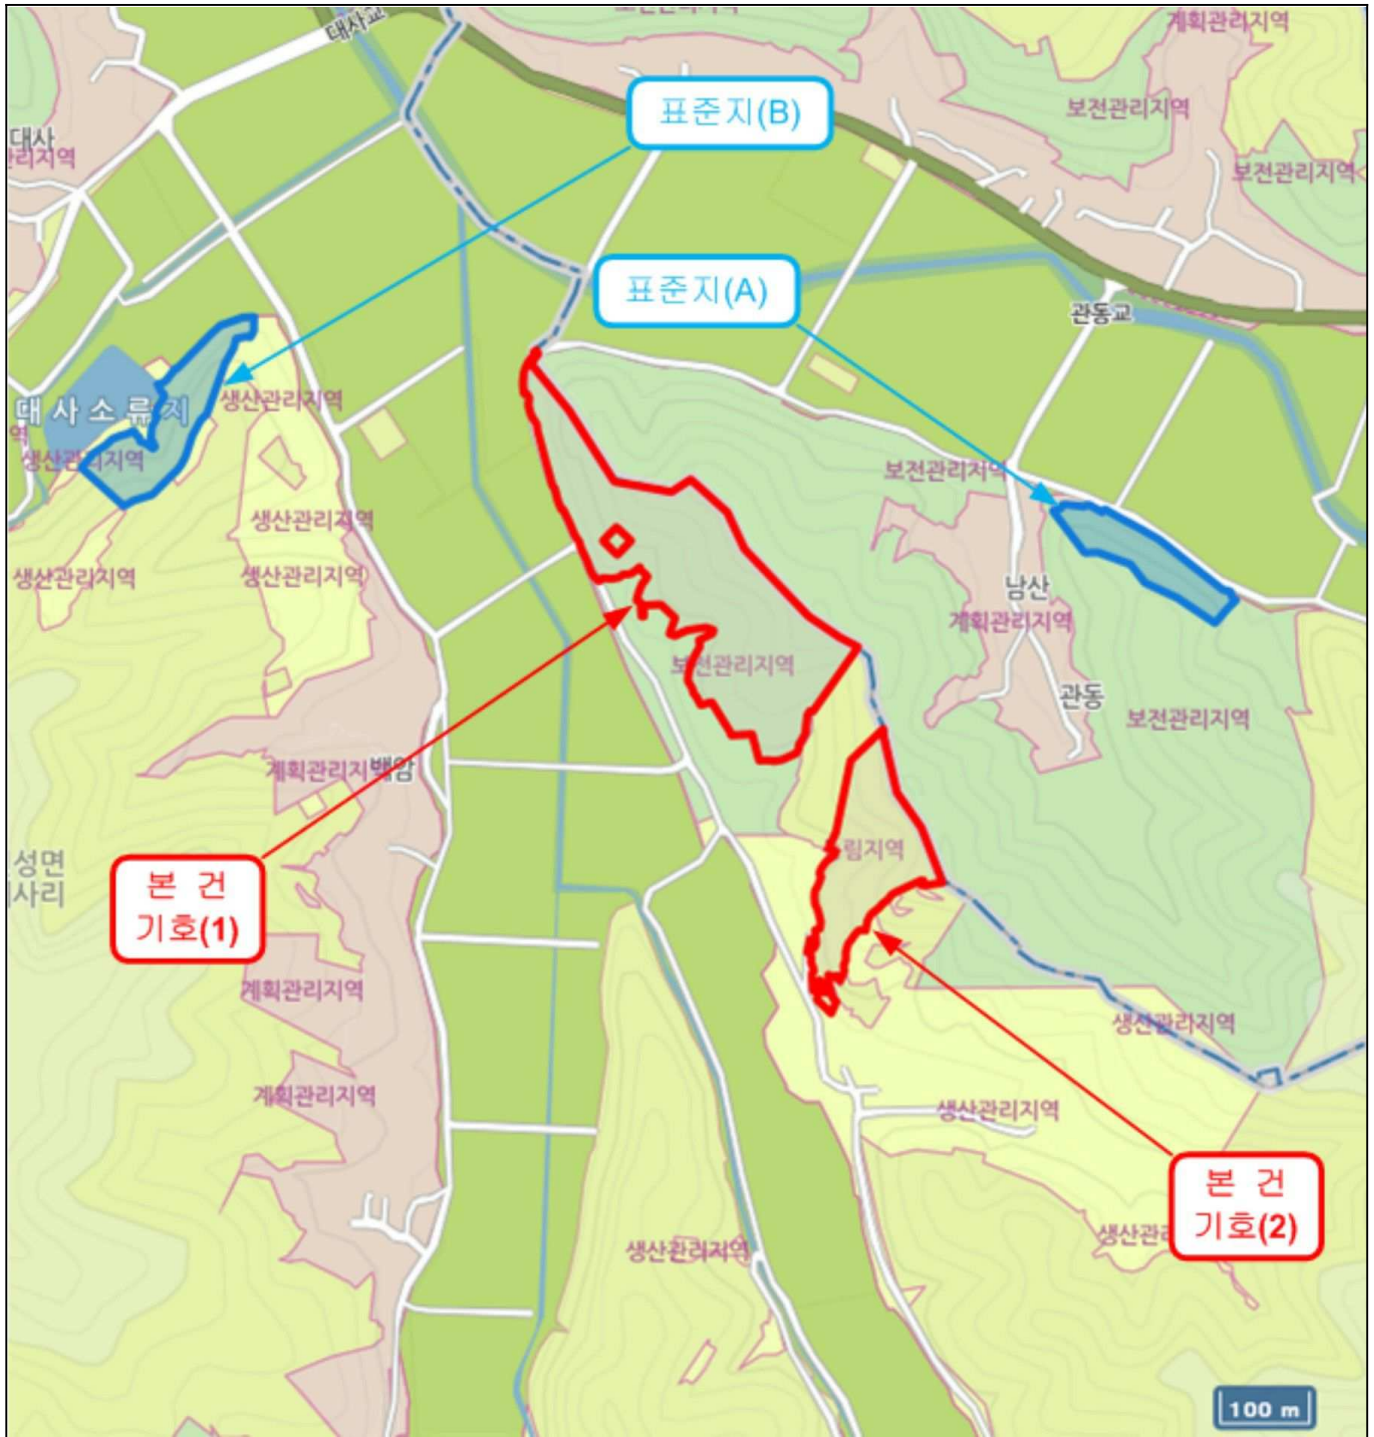 보전관리지역
계획관리지역
대사교
표준지(B)
보전관리지역
대사
리지역
보전관리지역
표준지(A)
관동교
생산관리지역
대사소류지
역
생산관리지역
보전관리지역
생산관리지역
생산관리지역
생산관리지역
남산
계획관리지역
보전관리지역
관동
보전관리지역
계획관리지
백암
림지역
성면
사리
본 건
기호(1)
계획관리지역
생산관리지역
계획관리지역
생산관리지역
본 건
기호(2)
생산관리지역
생산관
100 m